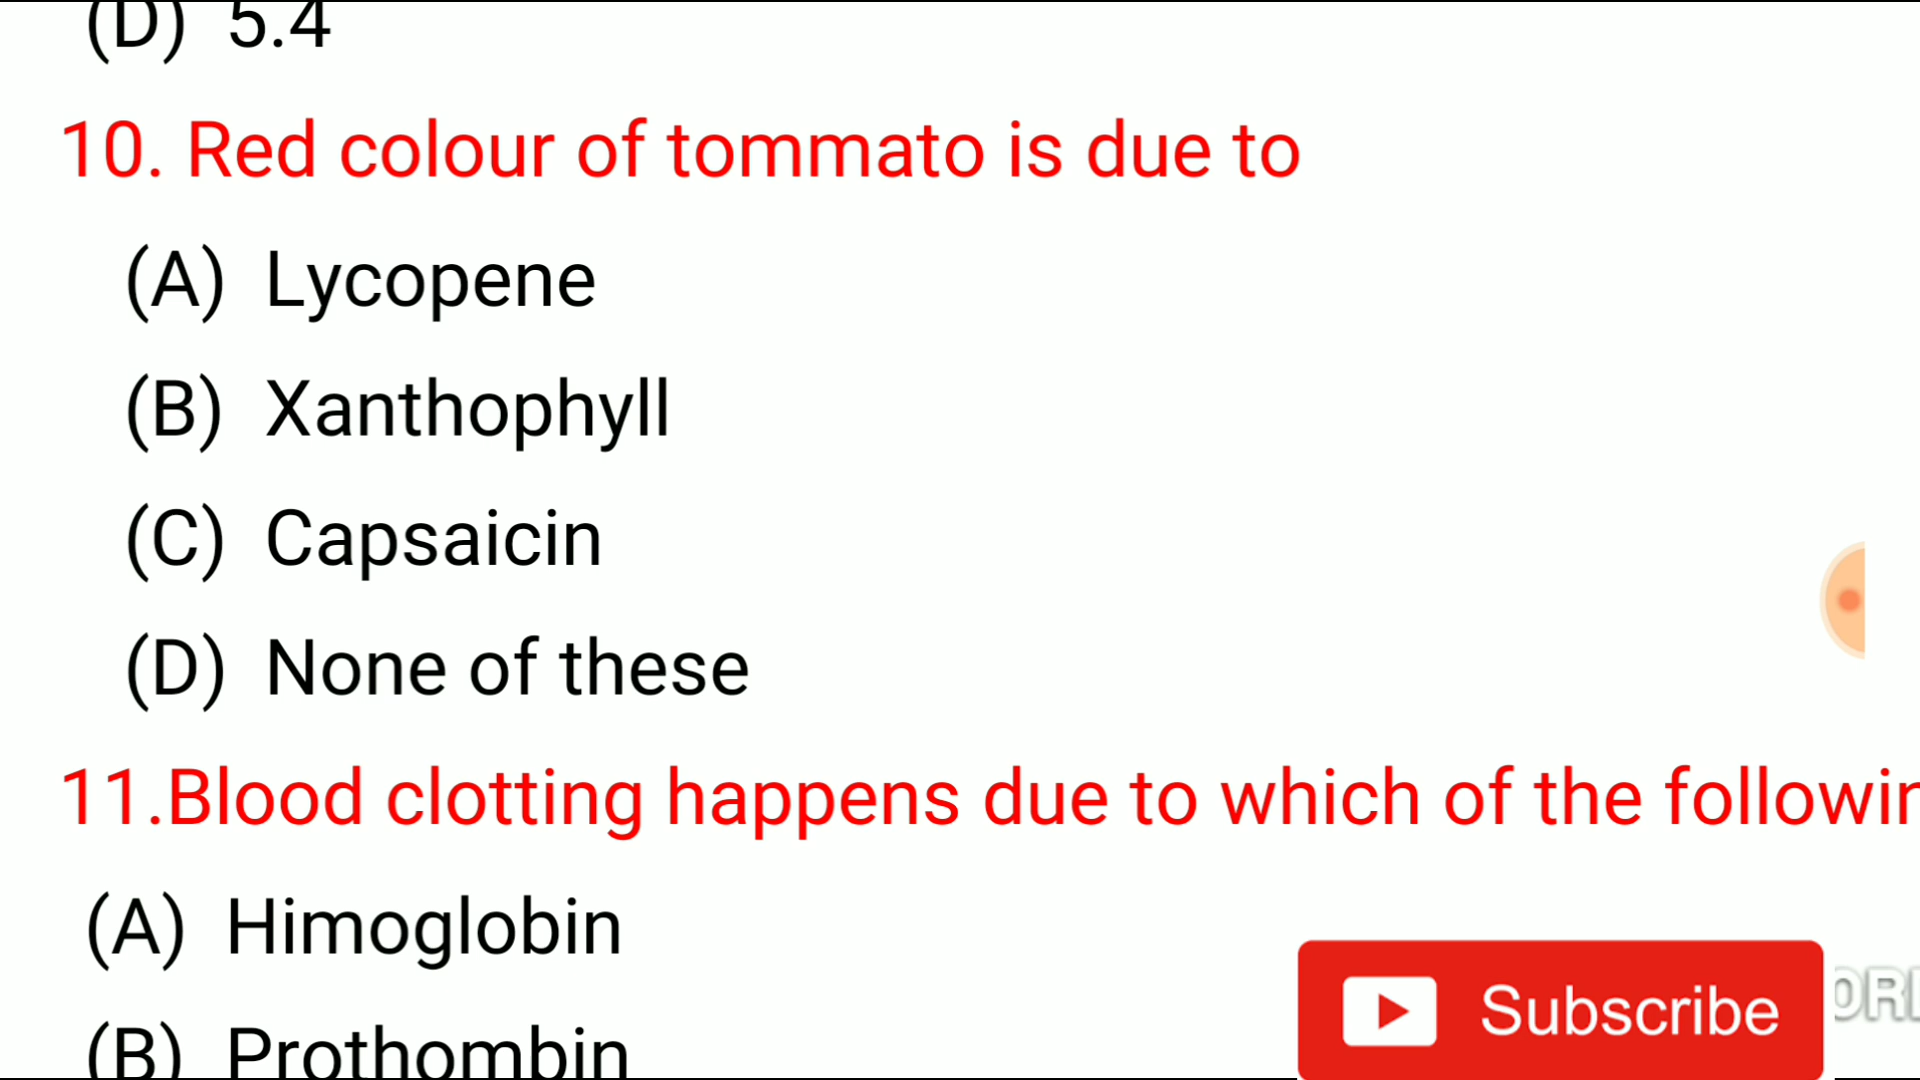 (D) 5.4
10. Red colour of tommato is due to
(A) Lycopene
(B) Xanthophyll
(C) Capsaicin
(D) None of these
11.Blood clotting happens due to which of the
(A) Himoglobin
(B) Prothombin
Subscribe